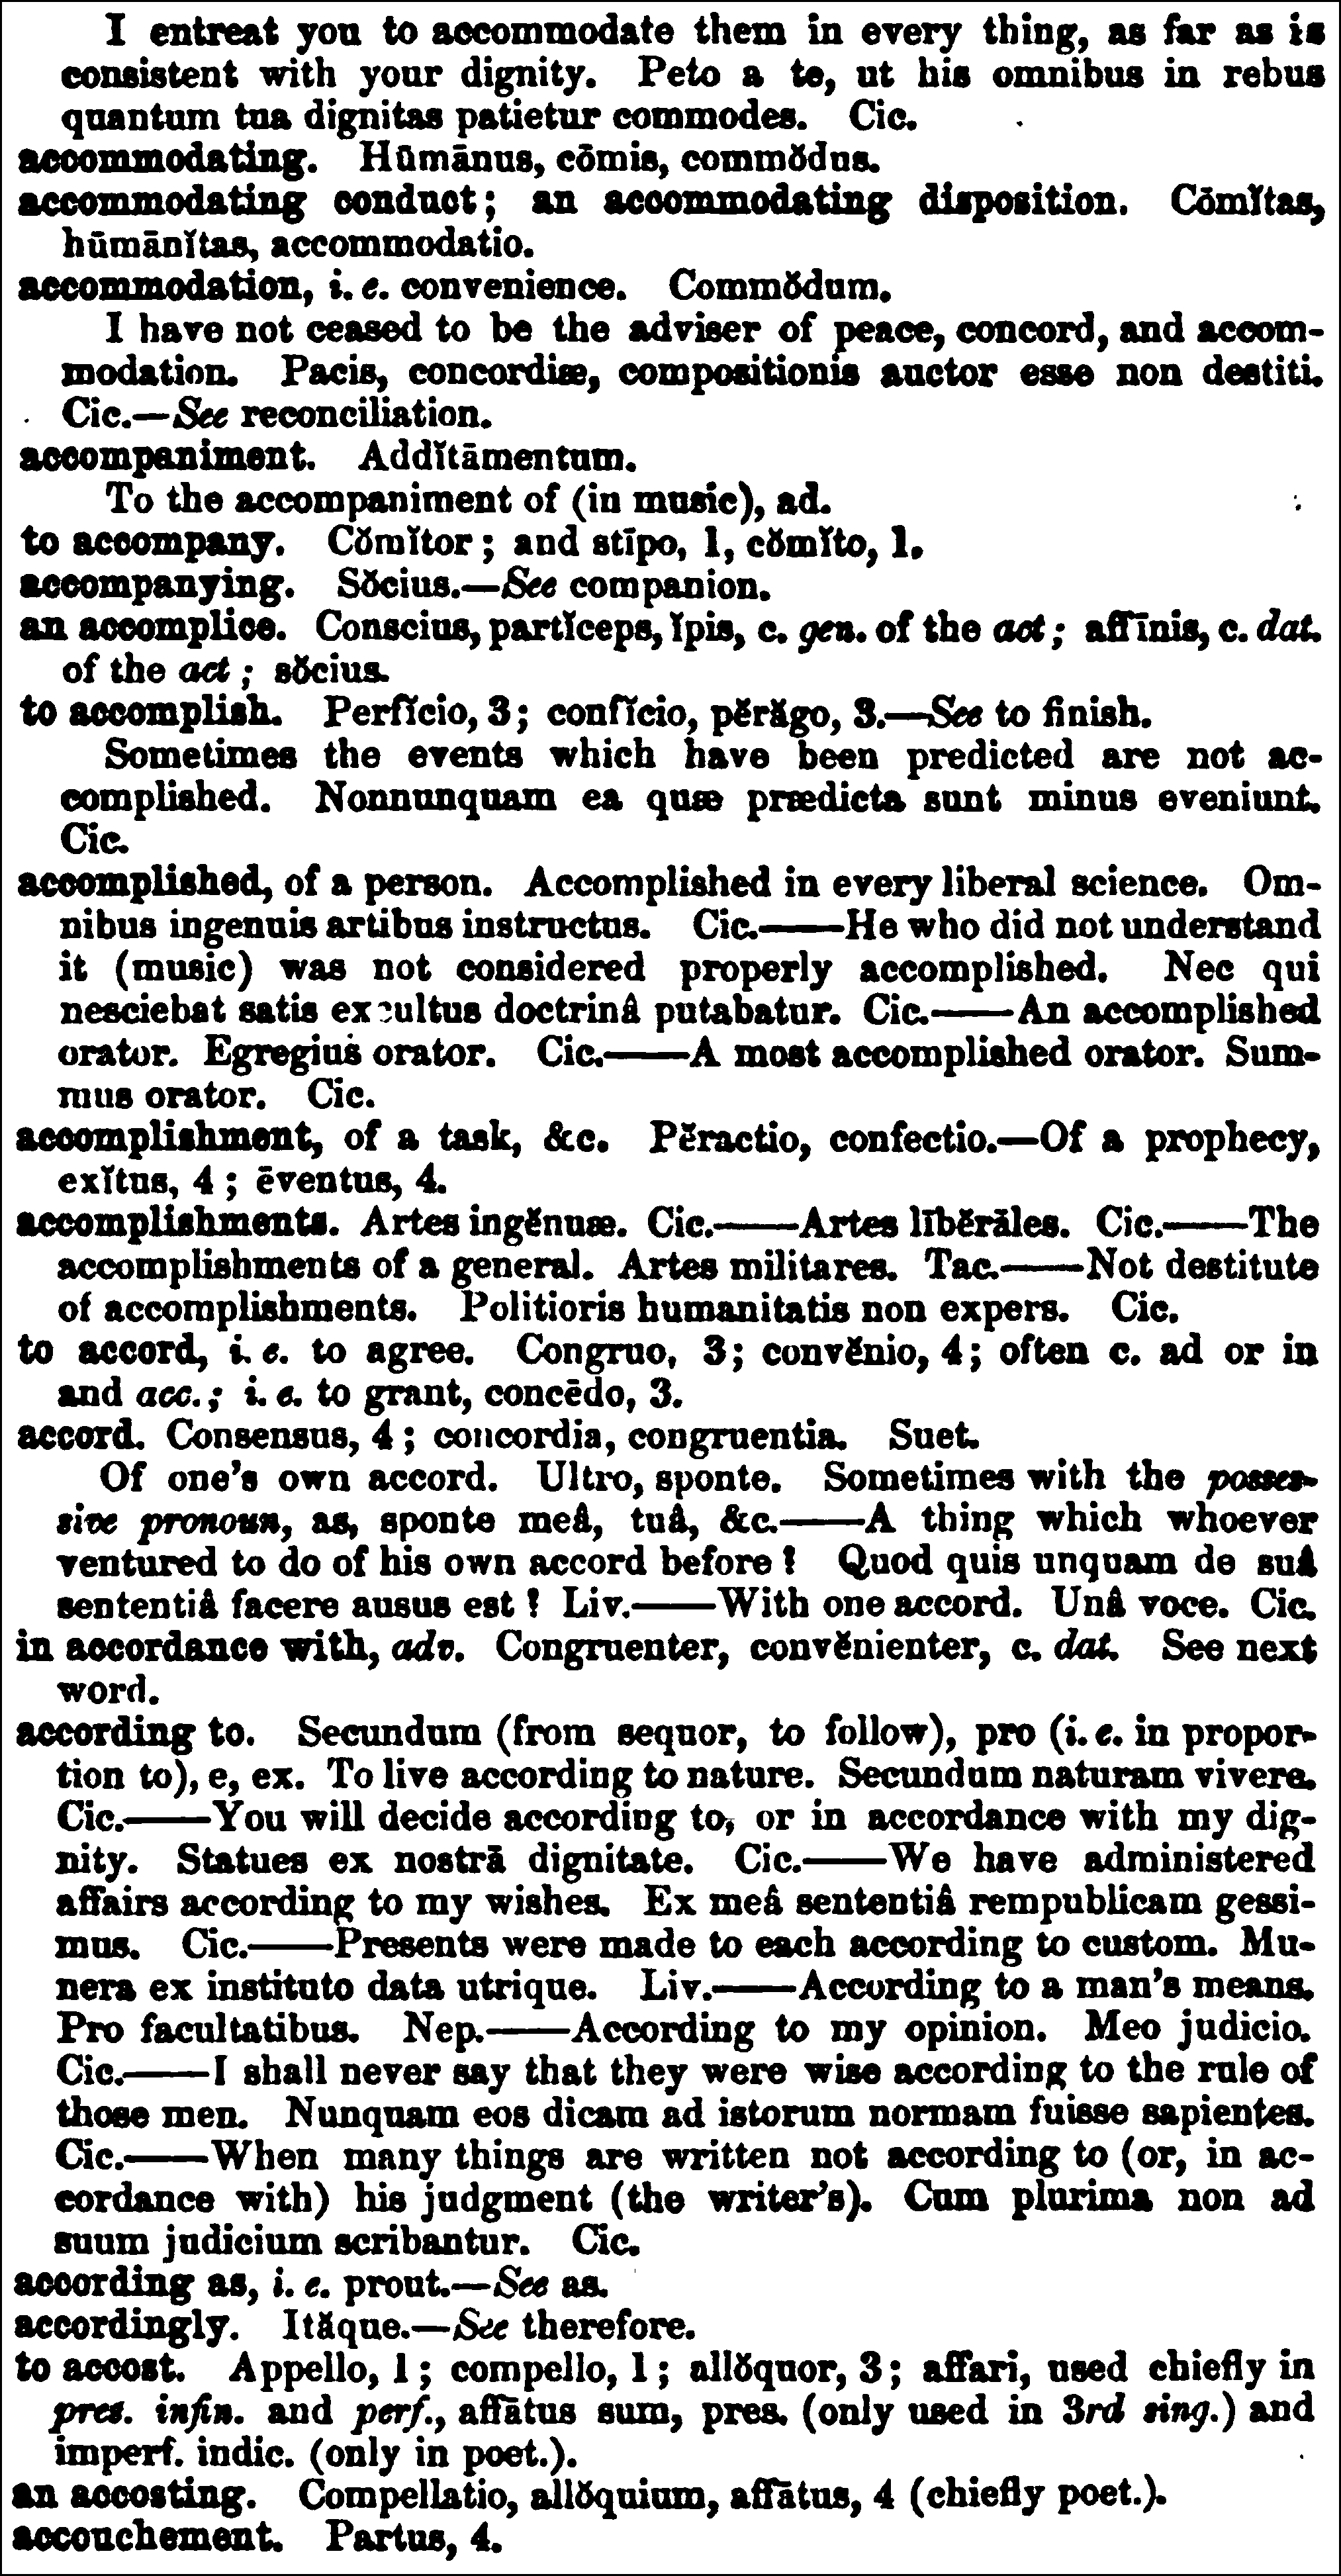 I entreat you to accommodate them in every thing, as far as is
consistent with your dignity. Peto a te, ut his omnibus in rebus
quantum tua dignitas patietur commodes. Cic.
accommodating. Hūmānus, cōmis, commŏdus.
accommodating conduct; an accommodating disposition. Cōmĭtas,
hūmānĭtas, accommodatio.
accommodation, i. e. convenience. Commŏdum.
I have not ceased to be the adviser of peace, concord, and accom-
modation. Pacis, concordiæ, compositionis auctor esse non destiti.
Cic.—See reconciliation.
accompaniment. Addĭtāmentum.
To the accompaniment of (in music), ad.
to accompany. Cŏmĭtor; and stīpo, 1, cŏmĭto, 1.
accompanying. Sŏcius.—See companion.
an accomplice. Conscius, partĭceps, ĭpis, c. gen. of the act; affīnis, c. dat.
of the act; sŏcius.
to accomplish. Perfĭcio, 3; confĭcio, pĕrăgo, 3.—See to finish.
Sometimes the events which have been predicted are not ac-
complished. Nonnunquam ea quæ prædicta sunt minus eveniunt.
Cic.
accomplished, of a person. Accomplished in every liberal science. Om-
nibus ingenuis artibus instructus. Cic.——He who did not understand
it (music) was not considered properly accomplished. Nec qui
nesciebat satis excultus doctrinâ putabatur. Cic.——An accomplished
orator. Egregius orator. Cic.——A most accomplished orator. Sum-
mus orator. Cic.
accomplishment, of a task, &c. Pĕractio, confectio.—Of a prophecy,
exĭtus, 4; ēventus, 4.
accomplishments. Artes ingĕnuæ. Cic.——Artes lībĕrāles. Cic.——The
accomplishments of a general. Artes militares. Tac.——Not destitute
of accomplishments. Politioris humanitatis non expers. Cic.
to accord, i. e. to agree. Congruo, 3; convĕnio, 4; often c. ad or in
and acc.; i. e. to grant, concēdo, 3.
accord. Consensus, 4; concordia, congruentia. Suet.
Of one's own accord. Ultro, sponte. Sometimes with the posses-
sive pronoun, as, sponte meâ, tuâ, &c.——A thing which whoever
ventured to do of his own accord before? Quod quis unquam de suâ
sententiâ facere ausus est? Liv.——With one accord. Unâ voce. Cic.
in accordance with, adv. Congruenter, convĕnienter, c. dat. See next
word.
according to. Secundum (from sequor, to follow), pro (i. e. in propor-
tion to), e, ex. To live according to nature. Secundum naturam vivere.
Cic.——You will decide according to, or in accordance with my dig-
nity. Statues ex nostrā dignitate. Cic.——We have administered
affairs according to my wishes. Ex meâ sententiâ rempublicam gessi-
mus. Cic.——Presents were made to each according to custom. Mu-
nera ex instituto data utrique. Liv.——According to a man's means.
Pro facultatibus. Nep.——According to my opinion. Meo judicio.
Cic.——I shall never say that they were wise according to the rule of
those men. Nunquam eos dicam ad istorum normam fuisse sapientes.
Cic.——When many things are written not according to (or, in ac-
cordance with) his judgment (the writer's). Cum plurima non ad
suum judicium scribantur. Cic.
according as, i. e. prout.—See as.
accordingly. Ităque.—See therefore.
to accost. Appello, 1; compello, 1; allŏquor, 3; affari, used chiefly in
pres. infin. and perf., affātus sum, pres. (only used in 3rd sing.) and
imperf. indic. (only in poet.).
an accosting. Compellatio, allŏquium, affātus, 4 (chiefly poet.).
accouchement. Partus, 4.